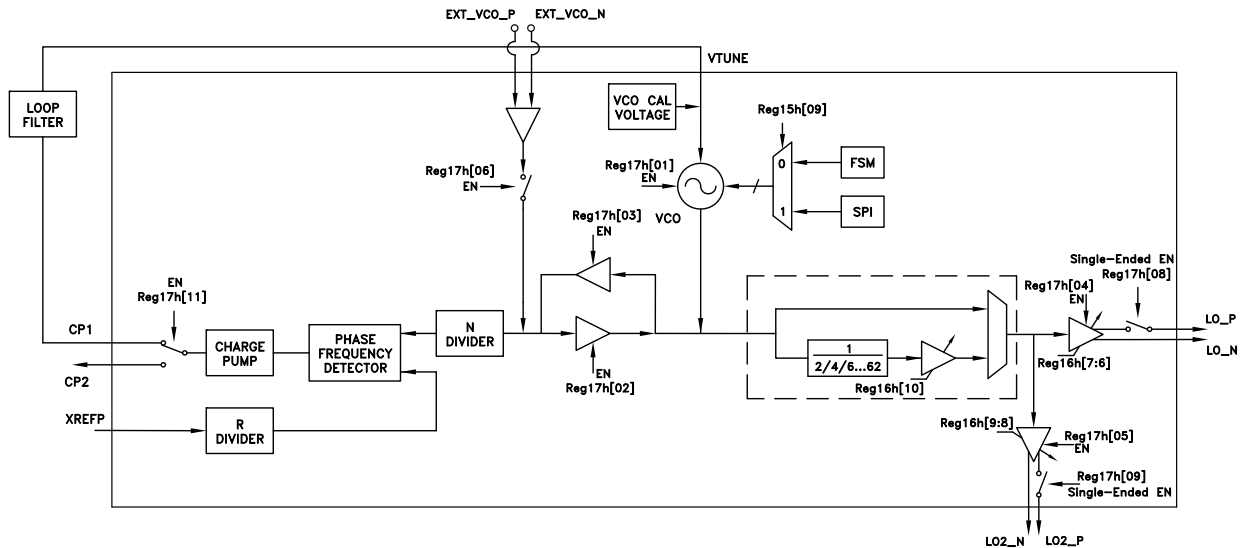 EXT_VCO_P
EXT_VCO_N
VTUNE
LOOP
FILTER
VCO CAL
VOLTAGE
Reg15h[09]
0
1
FSM
SPI
Reg17h[06]
EN
Reg17h[01]
EN
VCO
Reg17h[03]
EN
Single-Ended EN
Reg17h[08]
Reg17h[04]
EN
EN
Reg17h[11]
CP1
CHARGE
PUMP
PHASE
FREQUENCY
DETECTOR
N
DIVIDER
LO_P
LO_N
1
2/4/6...62
Reg16h[7:6]
CP2
EN
Reg17h[02]
Reg16h[10]
XREFP
R
DIVIDER
Reg16h[9:8]
Reg17h[05]
EN
Reg17h[09]
Single-Ended EN
LO2_N
LO2_P